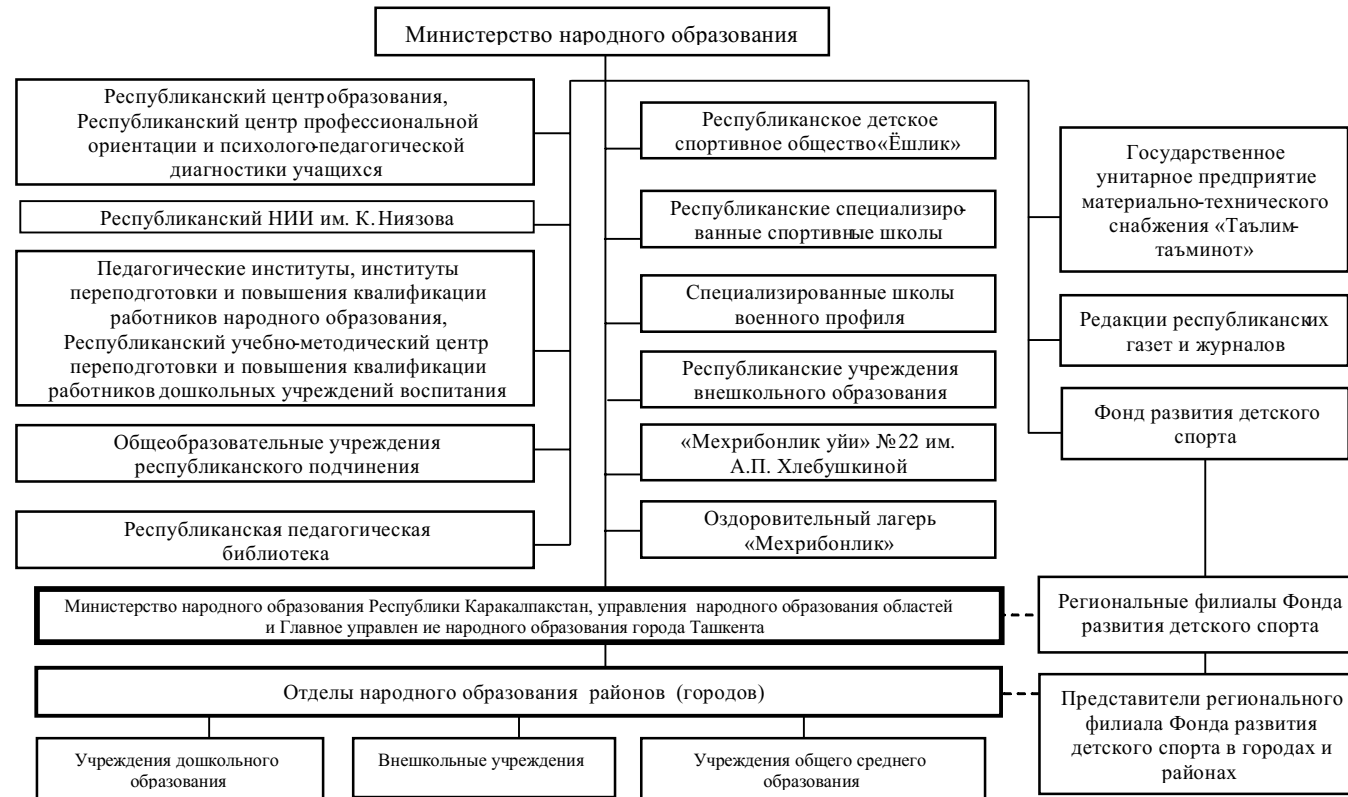 Министерство народного образования
Республиканский центр образования,
Республиканский центр профессиональной
ориентации и психолого-педагогической
диагностики учащихся
Республиканский НИИ им. К.Ниязова
Педагогические институты, институты
переподготовки и повышения квалификации
работников народного образования,
Республиканский учебно-методический центр
переподготовки и повышения квалификации
работников дошкольных учреждений воспитания
Общеобразовательные учреждения
республиканского подчинения
Республиканская педагогическая
библиотека
Республиканское детское
спортивное общество «Ёшлик»
Республиканские специализиро-
ванные спортивные школы
Специализированные школы
военного профиля
Республиканские учреждения
внешкольного образования
«Мехрибонлик уйи» №22 им.
А.П. Хлебушкиной
Оздоровительный лагерь
«Мехрибонлик»
Государственное
унитарное предприятие
материально-технического
снабжения «Таълим-
таъминот»
Редакции республиканских
газет и журналов
Фонд развития детского
спорта
Министерство народного образования Республики Каракалпакстан, управления народного образования областей
и Главное управлен ие народного образования города Ташкента
Региональные филиалы Фонда
развития детского спорта
Отделы народного образования районов (городов)
Представители регионального
филиала Фонда развития
детского спорта в городах и
районах
Учреждения дошкольного
образования
Внешкольные учреждения
Учреждения общего среднего
образования